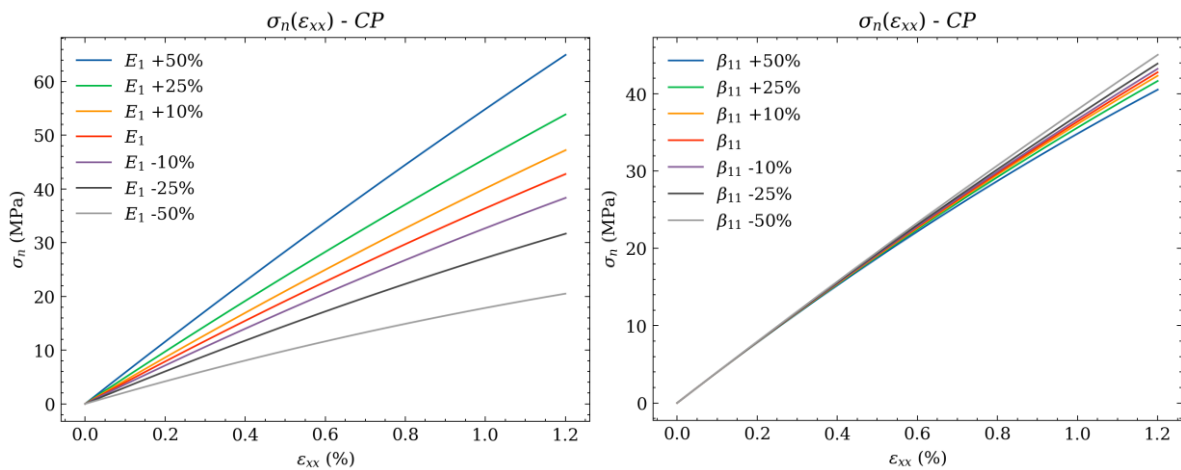 σₙ(εₓₓ) - CP
E₁ +50%
E₁ +25%
E₁ +10%
E₁
E₁ -10%
E₁ -25%
E₁ -50%
σₙ (MPa)
60
50
40
30
20
10
0
0.0 0.2 0.4 0.6 0.8 1.0 1.2
εₓₓ (%)
σₙ(εₓₓ) - CP
β₁₁ +50%
β₁₁ +25%
β₁₁ +10%
β₁₁
β₁₁ -10%
β₁₁ -25%
β₁₁ -50%
σₙ (MPa)
40
30
20
10
0
0.0 0.2 0.4 0.6 0.8 1.0 1.2
εₓₓ (%)